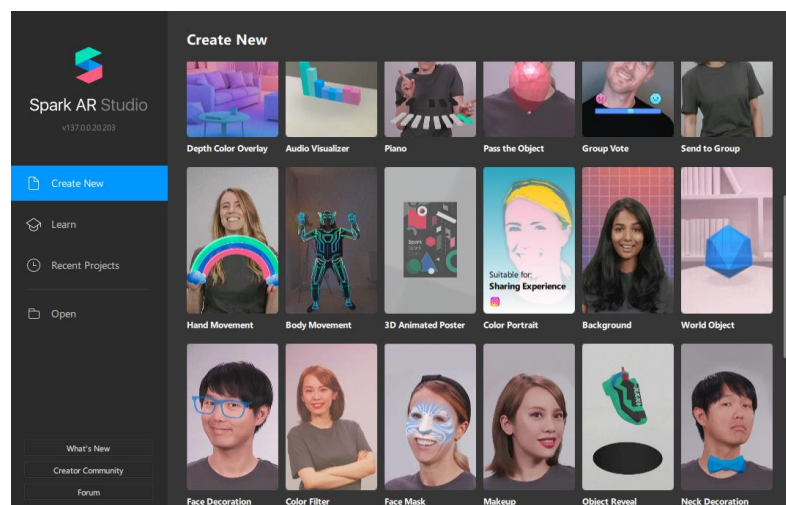 Spark AR Studio
v137.0.0.20.203
Create New
Learn
Recent Projects
Open
What's New
Creator Community
Forum
Create New
Depth Color Overlay
Audio Visualizer
Piano
Pass the Object
Group Vote
Send to Group
Suitable for:
Sharing Experience
Hand Movement
Body Movement
3D Animated Poster
Color Portrait
Background
World Object
Face Decoration
Color Filter
Face Mask
Makeup
Object Reveal
Neck Decoration